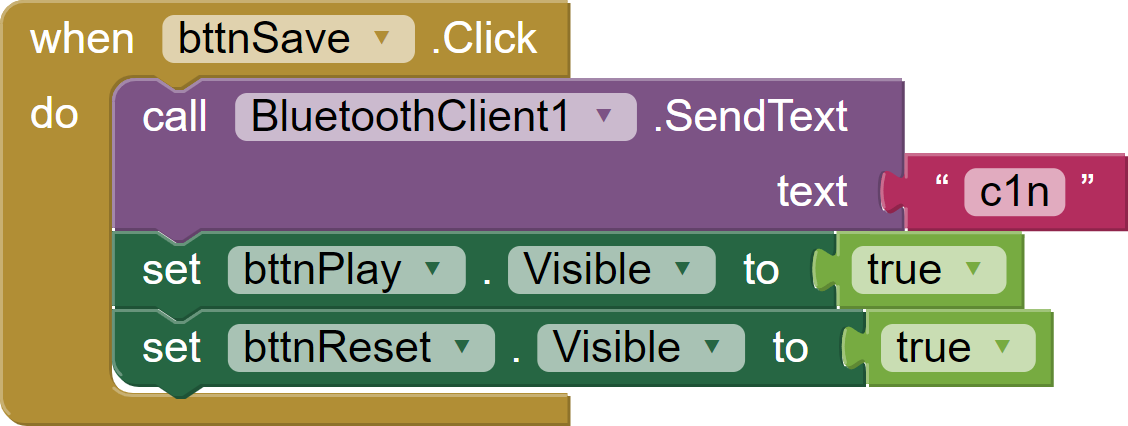 when bttnSave .Click
do call BluetoothClient1 .SendText
text “ c1n ”
set bttnPlay . Visible to true
set bttnReset . Visible to true